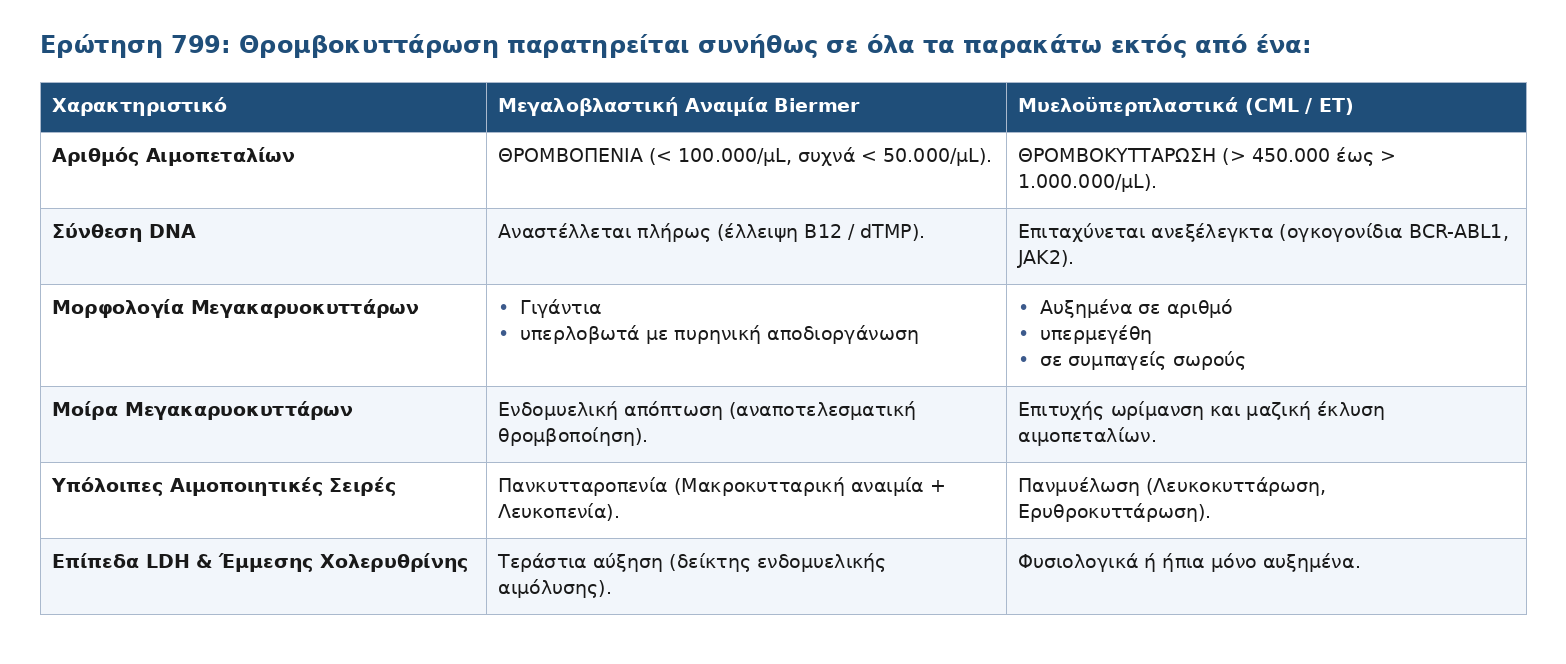 Ερώτηση 799: Θρομβοκυττάρωση παρατηρείται συνήθως σε όλα τα παρακάτω εκτός από ένα:
Χαρακτηριστικό
Μεγαλοβλαστική Αναιμία Biermer
Μυελοϋπερπλαστικά (CML / ET)
Αριθμός Αιμοπεταλίων
ΘΡΟΜΒΟΠΕΝΙΑ (< 100.000/μL, συχνά < 50.000/μL).
ΘΡΟΜΒΟΚΥΤΤΑΡΩΣΗ (> 450.000 έως >
1.000.000/μL).
Σύνθεση DNA
Αναστέλλεται πλήρως (έλλειψη B12 / dTMP).
Επιταχύνεται ανεξέλεγκτα (ογκογονίδια BCR-ABL1,
JAK2).
Μορφολογία Μεγακαρυοκυττάρων
• Γιγάντια
• υπερλοβωτά με πυρηνική αποδιοργάνωση
• Αυξημένα σε αριθμό
• υπερμεγέθη
• σε συμπαγείς σωρούς
Μοίρα Μεγακαρυοκυττάρων
Ενδομυελική απόπτωση (αναποτελεσματική
θρομβοποίηση).
Επιτυχής ωρίμανση και μαζική έκλυση
αιμοπεταλίων.
Υπόλοιπες Αιμοποιητικές Σειρές
Πανκυτταροπενία (Μακροκυτταρική αναιμία +
Λευκοπενία).
Πανμυέλωση (Λευκοκυττάρωση,
Ερυθροκυττάρωση).
Επίπεδα LDH & Έμμεσης Χολερυθρίνης
Τεράστια αύξηση (δείκτης ενδομυελικής
αιμόλυσης).
Φυσιολογικά ή ήπια μόνο αυξημένα.